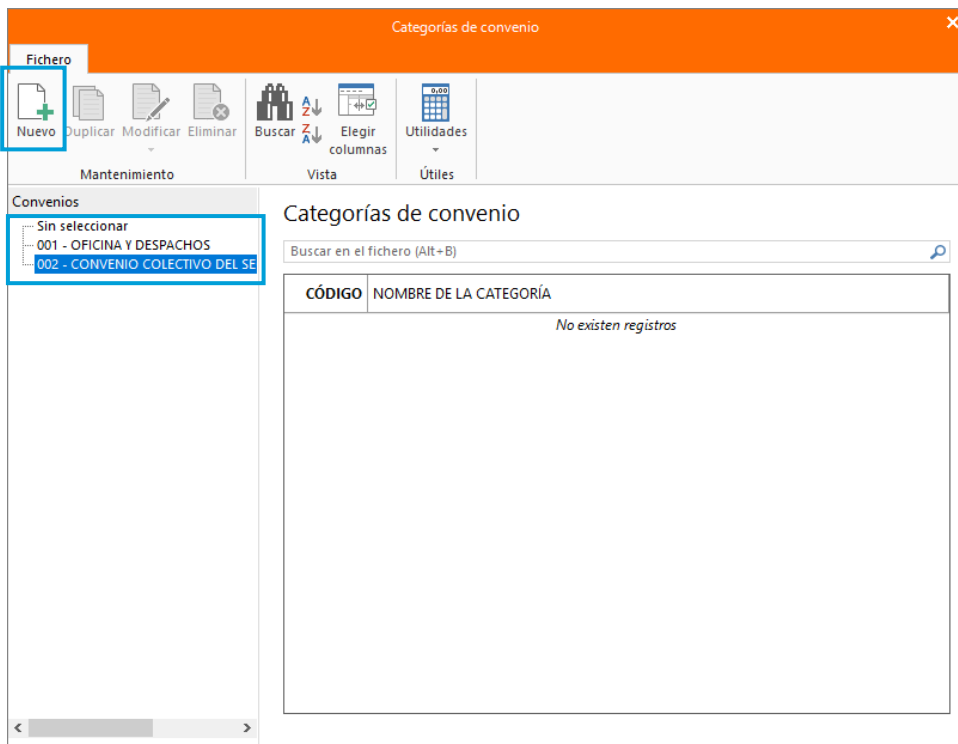 Categorías de convenio
Fichero
Nuevo Duplicar Modificar Eliminar Buscar Elegir columnas Utilidades
Mantenimiento Vista Útiles
Convenios
Sin seleccionar
001 - OFICINA Y DESPACHOS
002 - CONVENIO COLECTIVO DEL SE
Categorías de convenio
Buscar en el fichero (Alt+B)
CÓDIGO NOMBRE DE LA CATEGORÍA
No existen registros